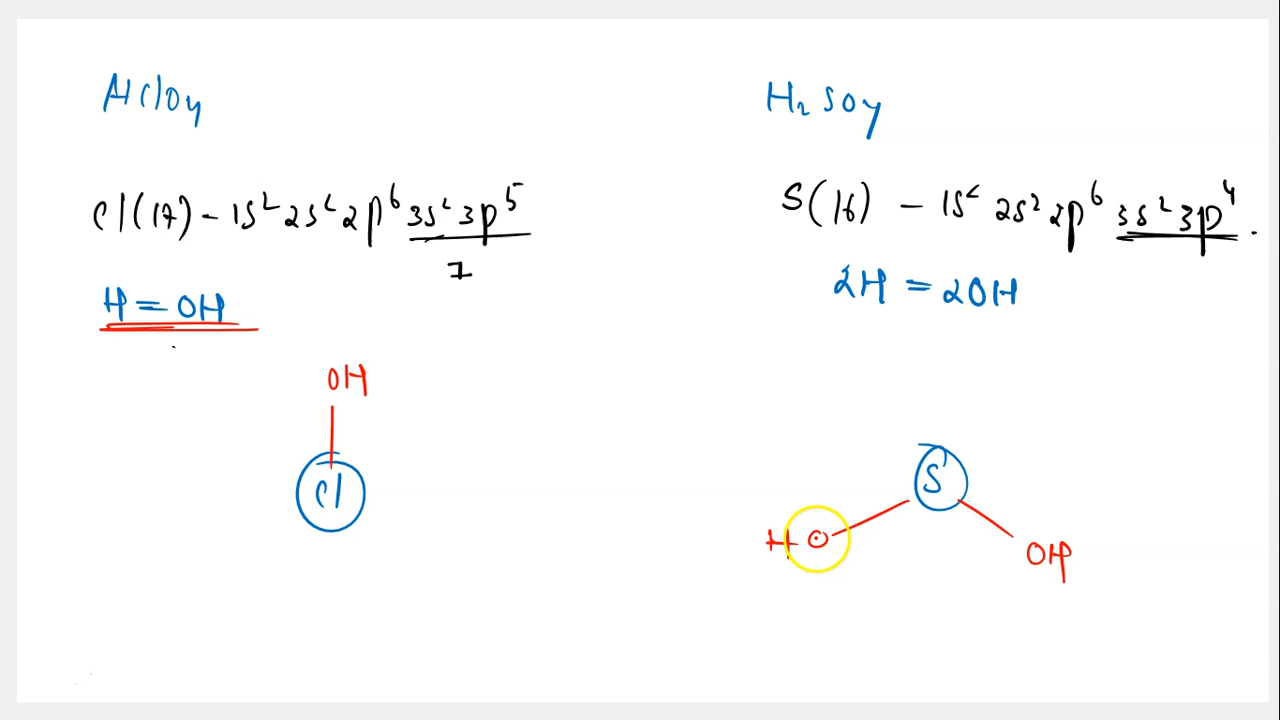 HClO4
H2SO4
Cl(17) - 1s² 2s² 2p⁶ 3s² 3p⁵
7
S(16) - 1s² 2s² 2p⁶ 3s² 3p⁴.
H = OH
2H = 2OH
OH
Cl
S
HO
OH